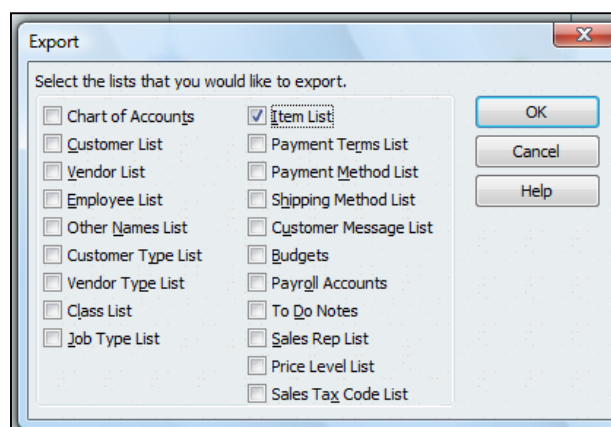 Export
Select the lists that you would like to export.
Chart of Accounts
Customer List
Vendor List
Employee List
Other Names List
Customer Type List
Vendor Type List
Class List
Job Type List
Item List
Payment Terms List
Payment Method List
Shipping Method List
Customer Message List
Budgets
Payroll Accounts
To Do Notes
Sales Rep List
Price Level List
Sales Tax Code List
OK
Cancel
Help